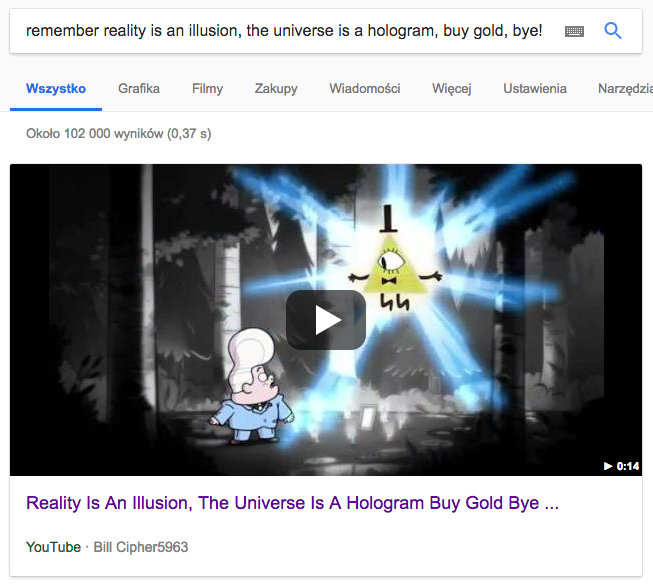 remember reality is an illusion, the universe is a hologram, buy gold, bye!
Wszystko Grafika Filmy Zakupy Wiadomości Więcej Ustawienia Narzędzia
Około 102 000 wyników (0,37 s)
0:14
Reality Is An Illusion, The Universe Is A Hologram Buy Gold Bye ...
YouTube · Bill Cipher5963